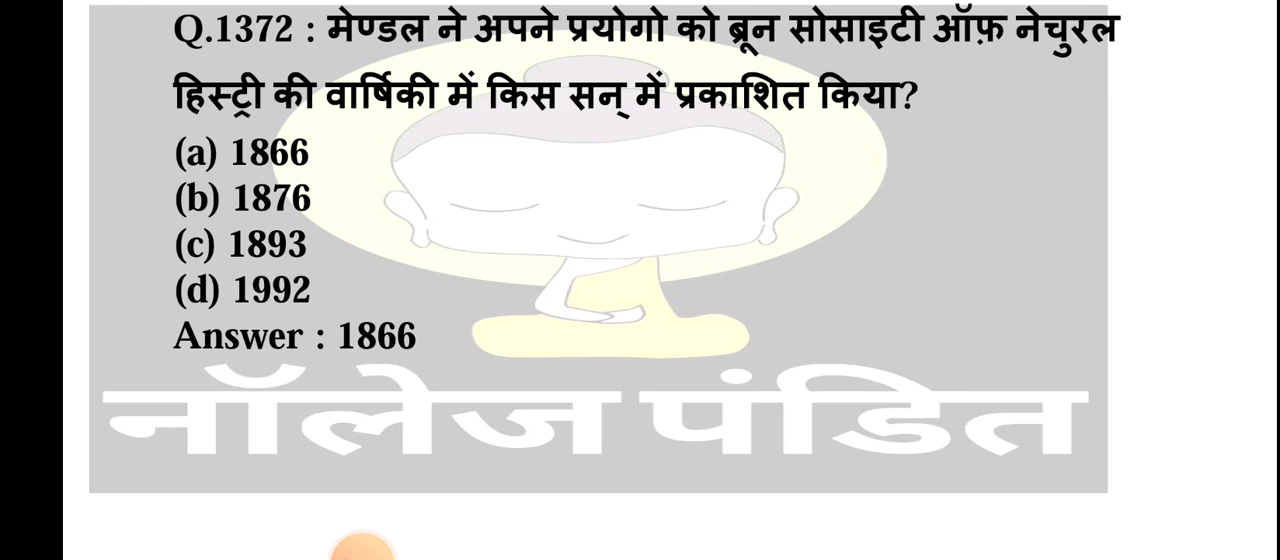 Q.1372 : मेण्डल ने अपने प्रयोगो को ब्रून सोसाइटी ऑफ़ नेचुरल
हिस्ट्री की वार्षिकी में किस सन् में प्रकाशित किया?
(a) 1866
(b) 1876
(c) 1893
(d) 1992
Answer : 1866
नॉलेज पंडित